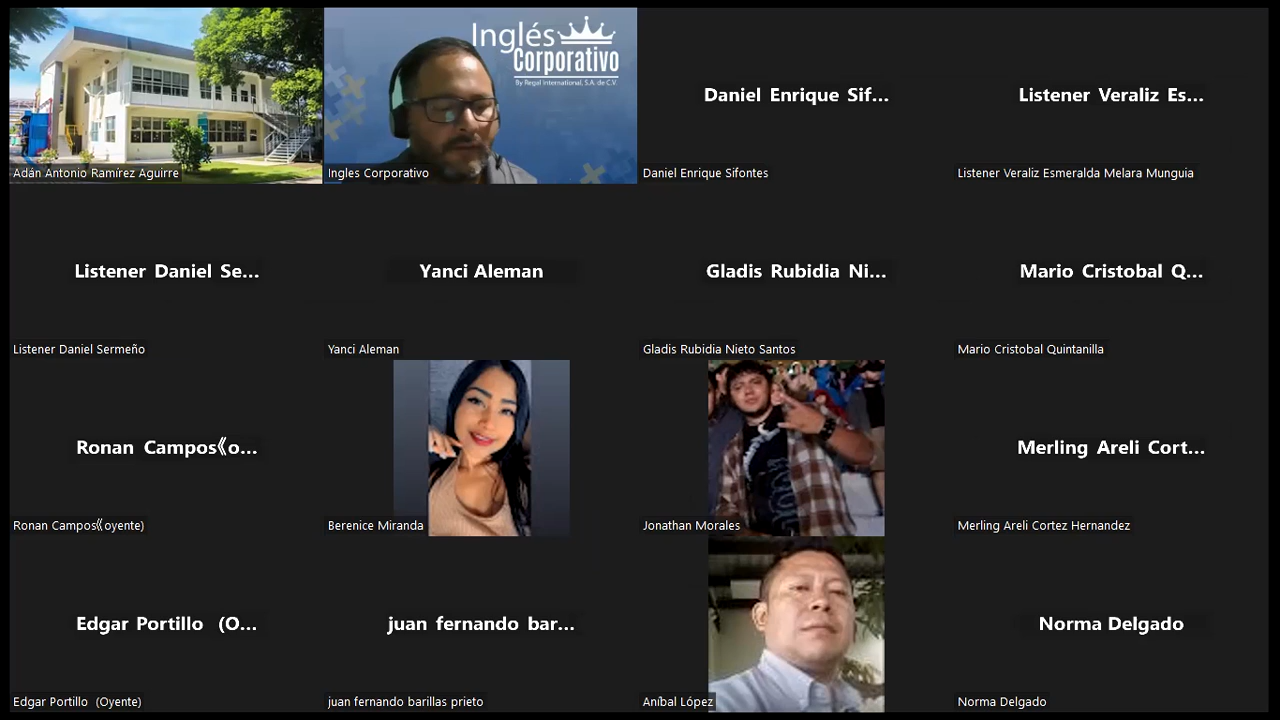 Inglés
Corporativo
By Regal International, S.A. de C.V.
Daniel Enrique Sif...
Listener Veraliz Es...
Adán Antonio Ramírez Aguirre
Ingles Corporativo
Daniel Enrique Sifontes
Listener Veraliz Esmeralda Melara Munguia
Listener Daniel Se...
Yanci Aleman
Gladis Rubidia Ni...
Mario Cristobal Q...
Listener Daniel Sermeño
Yanci Aleman
Gladis Rubidia Nieto Santos
Mario Cristobal Quintanilla
Ronan Campos⟪o...
Merling Areli Cort...
Ronan Campos⟪oyente)
Berenice Miranda
Jonathan Morales
Merling Areli Cortez Hernandez
Edgar Portillo (O...
juan fernando bar...
Norma Delgado
Edgar Portillo (Oyente)
juan fernando barillas prieto
Aníbal López
Norma Delgado